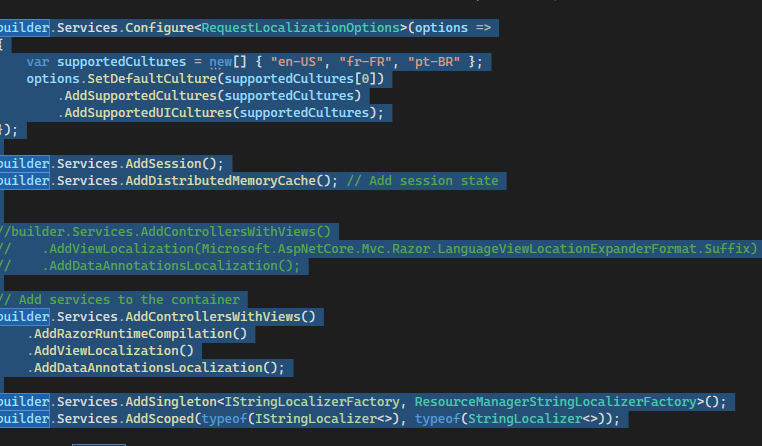 builder.Services.Configure<RequestLocalizationOptions>(options =>
{
    var supportedCultures = new[] { "en-US", "fr-FR", "pt-BR" };
    options.SetDefaultCulture(supportedCultures[0])
        .AddSupportedCultures(supportedCultures)
        .AddSupportedUICultures(supportedCultures);
});
builder.Services.AddSession();
builder.Services.AddDistributedMemoryCache(); // Add session state
//builder.Services.AddControllersWithViews()
//    .AddViewLocalization(Microsoft.AspNetCore.Mvc.Razor.LanguageViewLocationExpanderFormat.Suffix)
//    .AddDataAnnotationsLocalization();
// Add services to the container
builder.Services.AddControllersWithViews()
    .AddRazorRuntimeCompilation()
    .AddViewLocalization()
    .AddDataAnnotationsLocalization();
builder.Services.AddSingleton<IStringLocalizerFactory, ResourceManagerStringLocalizerFactory>();
builder.Services.AddScoped(typeof(IStringLocalizer<>), typeof(StringLocalizer<>));